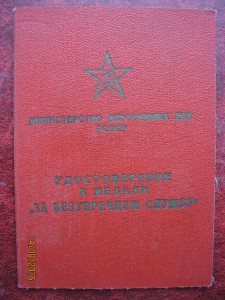 МИНИСТЕРСТВО ВНУТРЕННИХ ДЕЛ
УДОСТОВЕРЕНИЕ
К МЕДАЛИ
„ЗА БЕЗУПРЕЧНУЮ СЛУЖБУ"